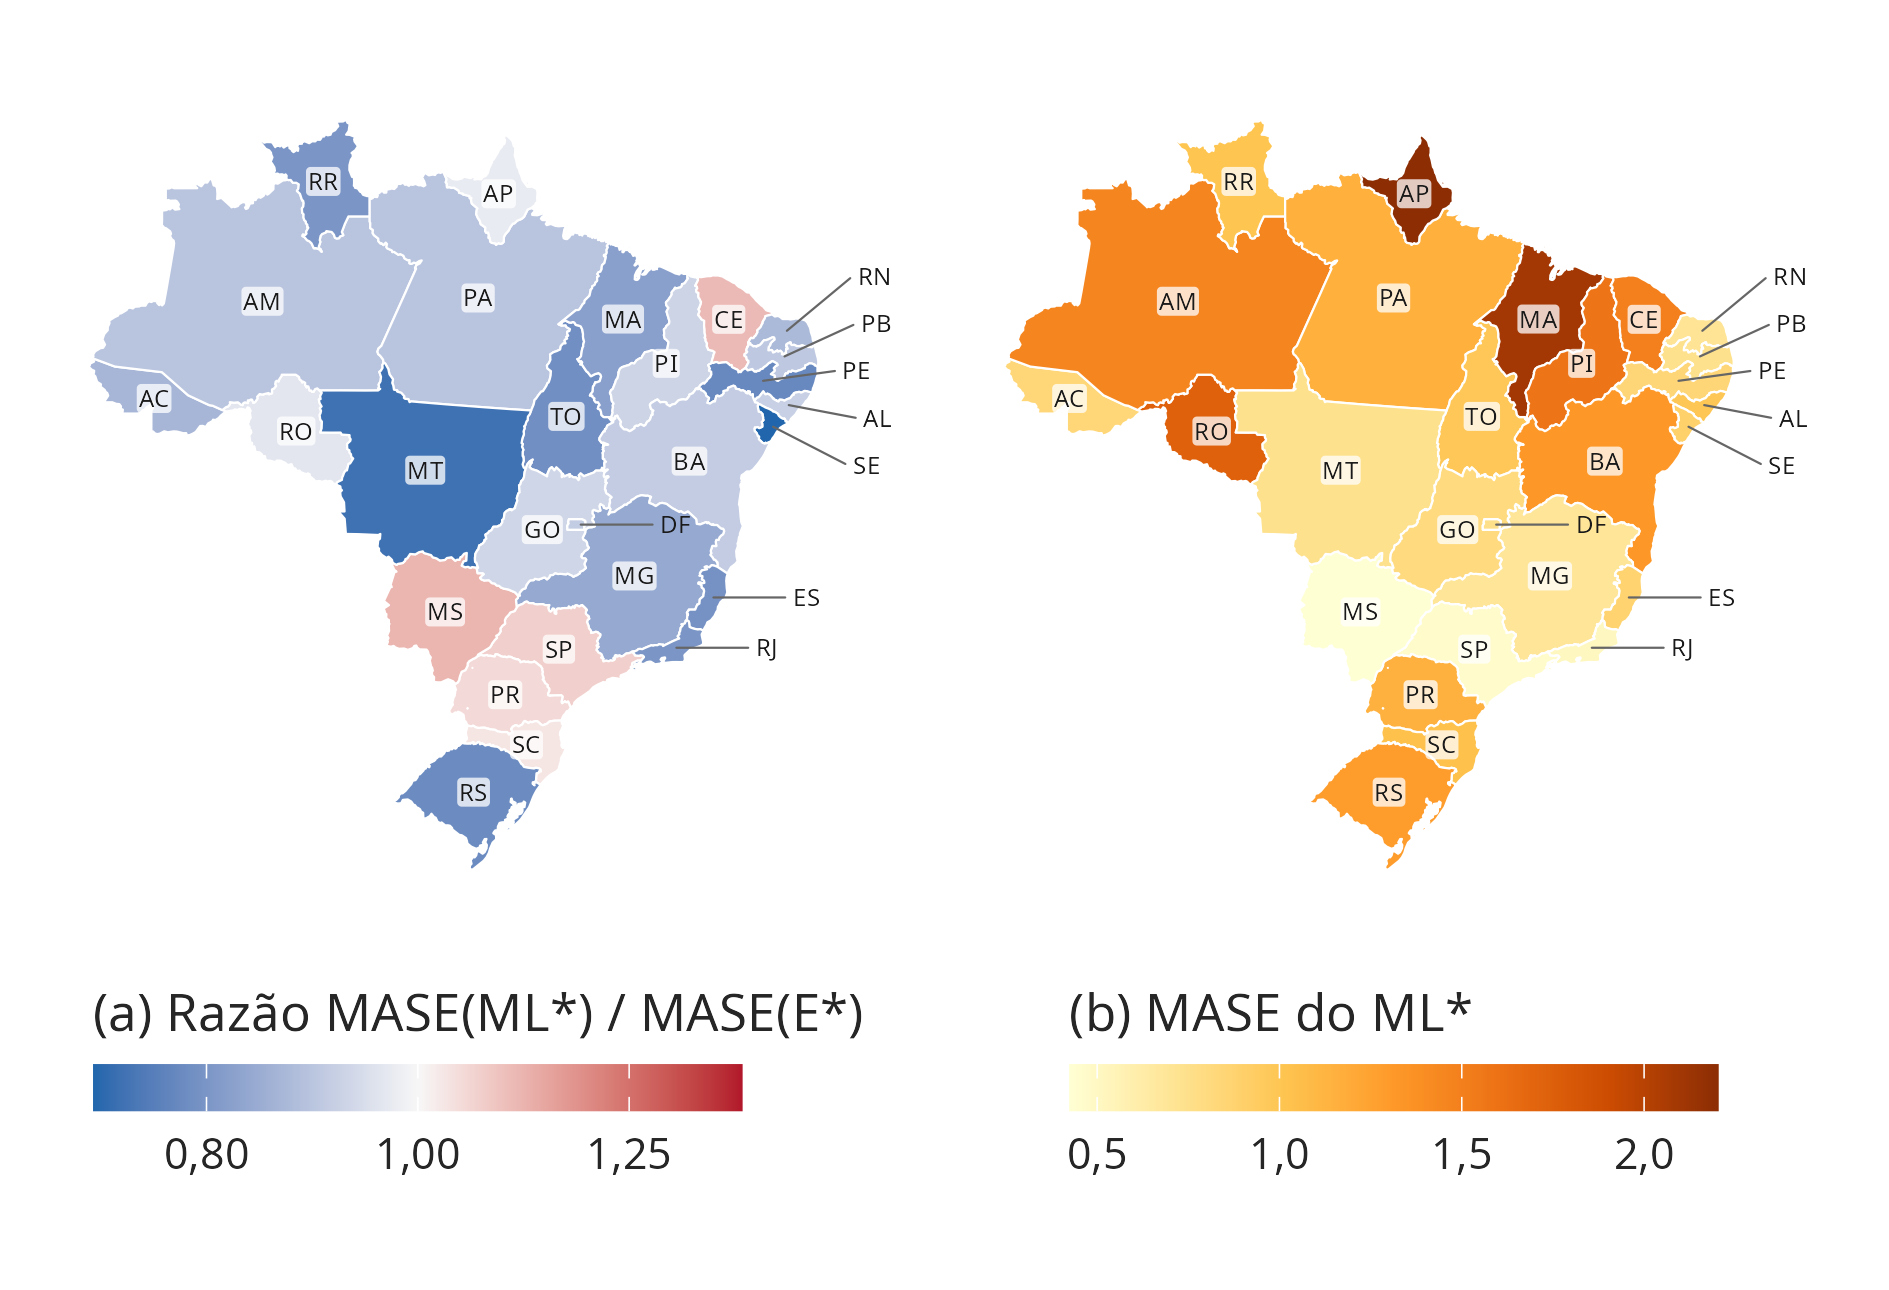 RR
AP
AM
PA
MA
CE
RN
PB
PI
PE
AC
TO
AL
RO
SE
MT
BA
GO
DF
MG
ES
MS
SP
RJ
PR
SC
RS
(a) Razão MASE(ML*) / MASE(E*)
0,80 1,00 1,25
RR
AP
AM
PA
MA
CE
RN
PB
PI
PE
AC
TO
AL
RO
SE
MT
BA
GO
DF
MG
ES
MS
SP
RJ
PR
SC
RS
(b) MASE do ML*
0,5 1,0 1,5 2,0